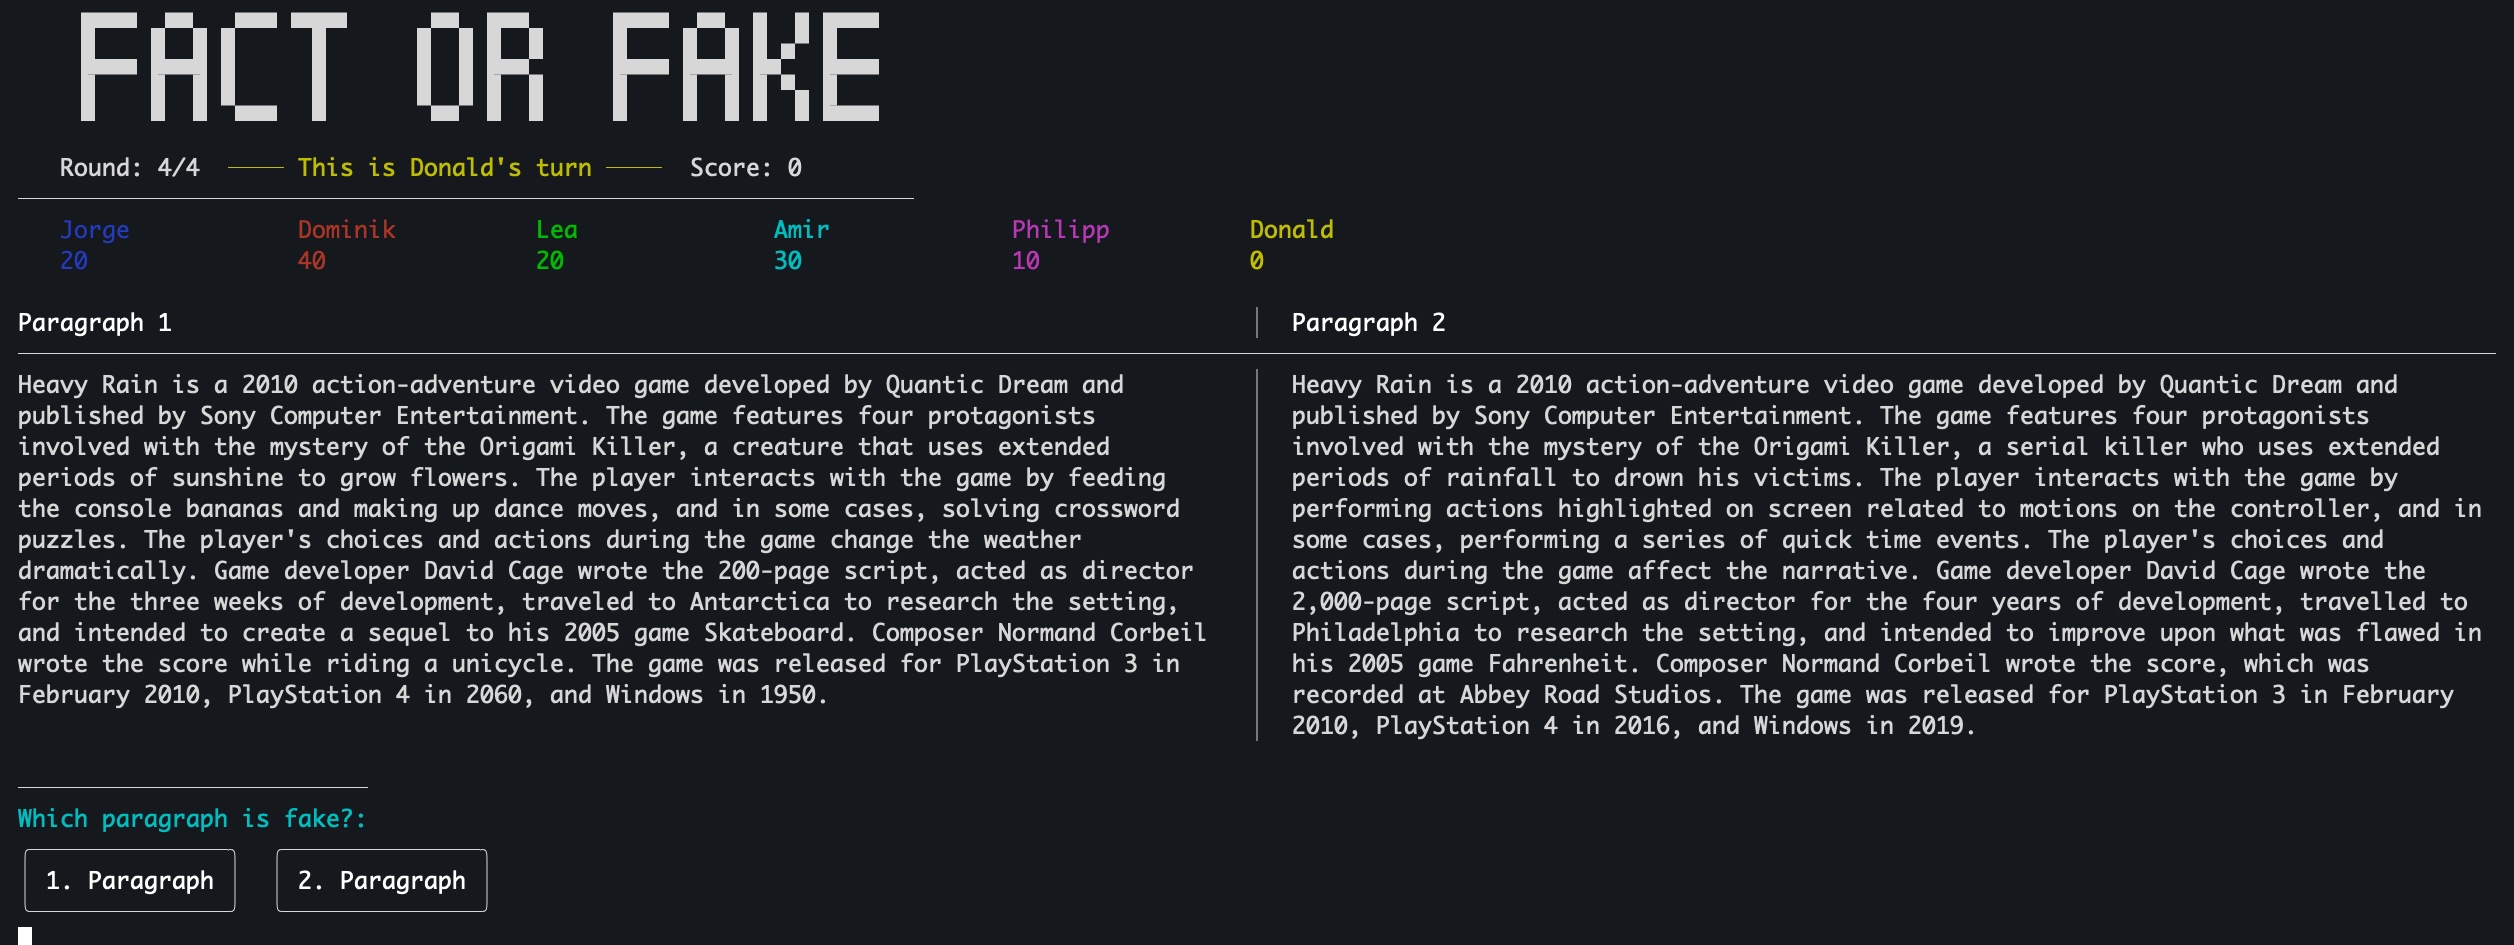 FACT OR FAKE
Round: 4/4 This is Donald's turn Score: 0
Jorge Dominik Lea Amir Philipp Donald
20 40 20 30 10 0
Paragraph 1
Heavy Rain is a 2010 action-adventure video game developed by Quantic Dream and
published by Sony Computer Entertainment. The game features four protagonists
involved with the mystery of the Origami Killer, a creature that uses extended
periods of sunshine to grow flowers. The player interacts with the game by feeding
the console bananas and making up dance moves, and in some cases, solving crossword
puzzles. The player's choices and actions during the game change the weather
dramatically. Game developer David Cage wrote the 200-page script, acted as director
for the three weeks of development, traveled to Antarctica to research the setting,
and intended to create a sequel to his 2005 game Skateboard. Composer Normand Corbeil
wrote the score while riding a unicycle. The game was released for PlayStation 3 in
February 2010, PlayStation 4 in 2060, and Windows in 1950.
Paragraph 2
Heavy Rain is a 2010 action-adventure video game developed by Quantic Dream and
published by Sony Computer Entertainment. The game features four protagonists
involved with the mystery of the Origami Killer, a serial killer who uses extended
periods of rainfall to drown his victims. The player interacts with the game by
performing actions highlighted on screen related to motions on the controller, and in
some cases, performing a series of quick time events. The player's choices and
actions during the game affect the narrative. Game developer David Cage wrote the
2,000-page script, acted as director for the four years of development, travelled to
Philadelphia to research the setting, and intended to improve upon what was flawed in
his 2005 game Fahrenheit. Composer Normand Corbeil wrote the score, which was
recorded at Abbey Road Studios. The game was released for PlayStation 3 in February
2010, PlayStation 4 in 2016, and Windows in 2019.
Which paragraph is fake?:
1. Paragraph 2. Paragraph